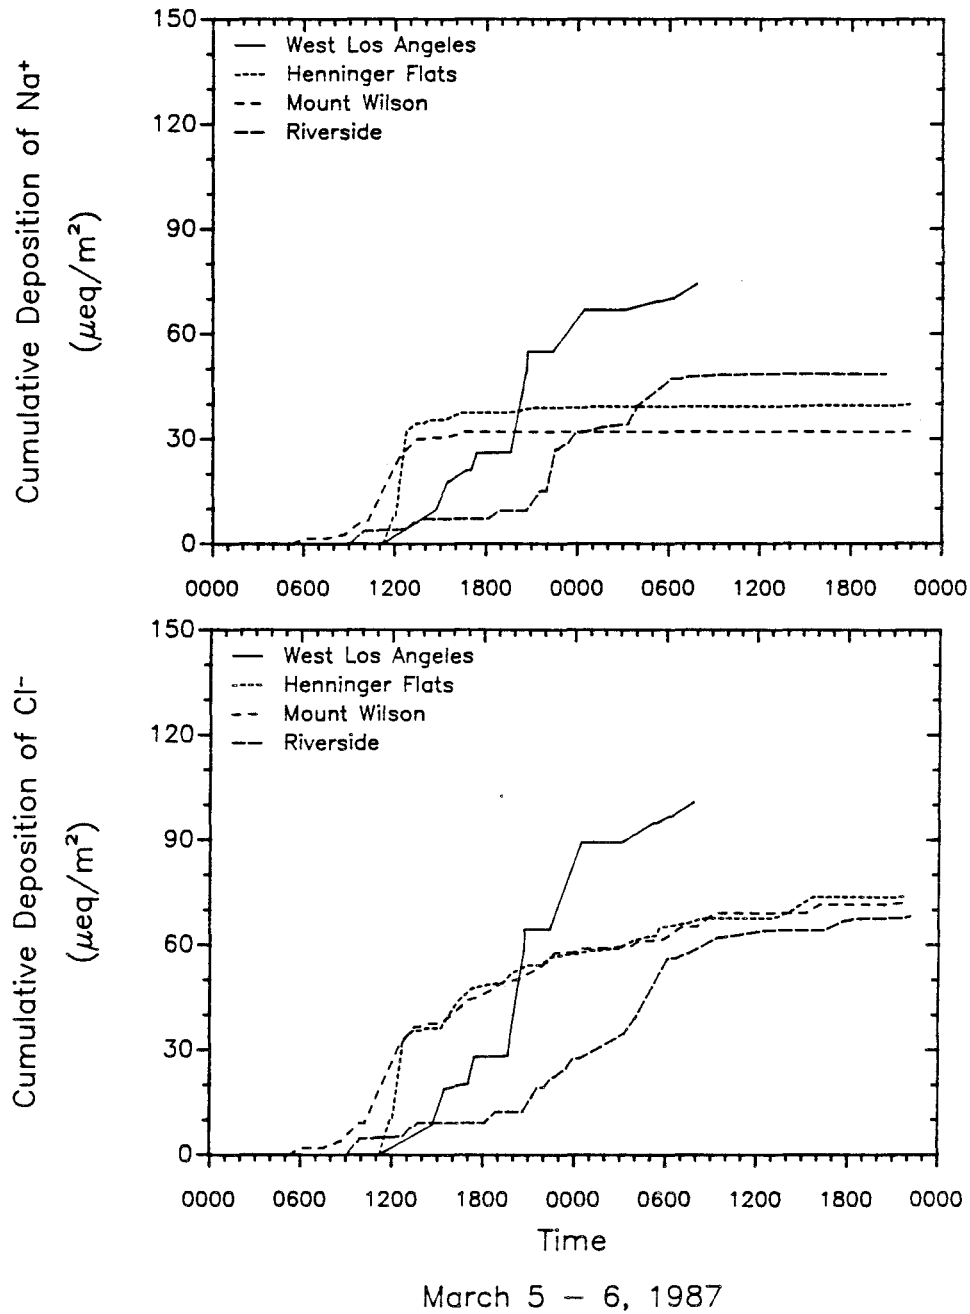 Cumulative Deposition of Na⁺
(μeq/m²)
150
120
90
60
30
0
West Los Angeles
Henninger Flats
Mount Wilson
Riverside
0000 0600 1200 1800 0000 0600 1200 1800 0000
Cumulative Deposition of Cl⁻
(μeq/m²)
150
120
90
60
30
0
West Los Angeles
Henninger Flats
Mount Wilson
Riverside
0000 0600 1200 1800 0000 0600 1200 1800 0000
Time
March 5 – 6, 1987